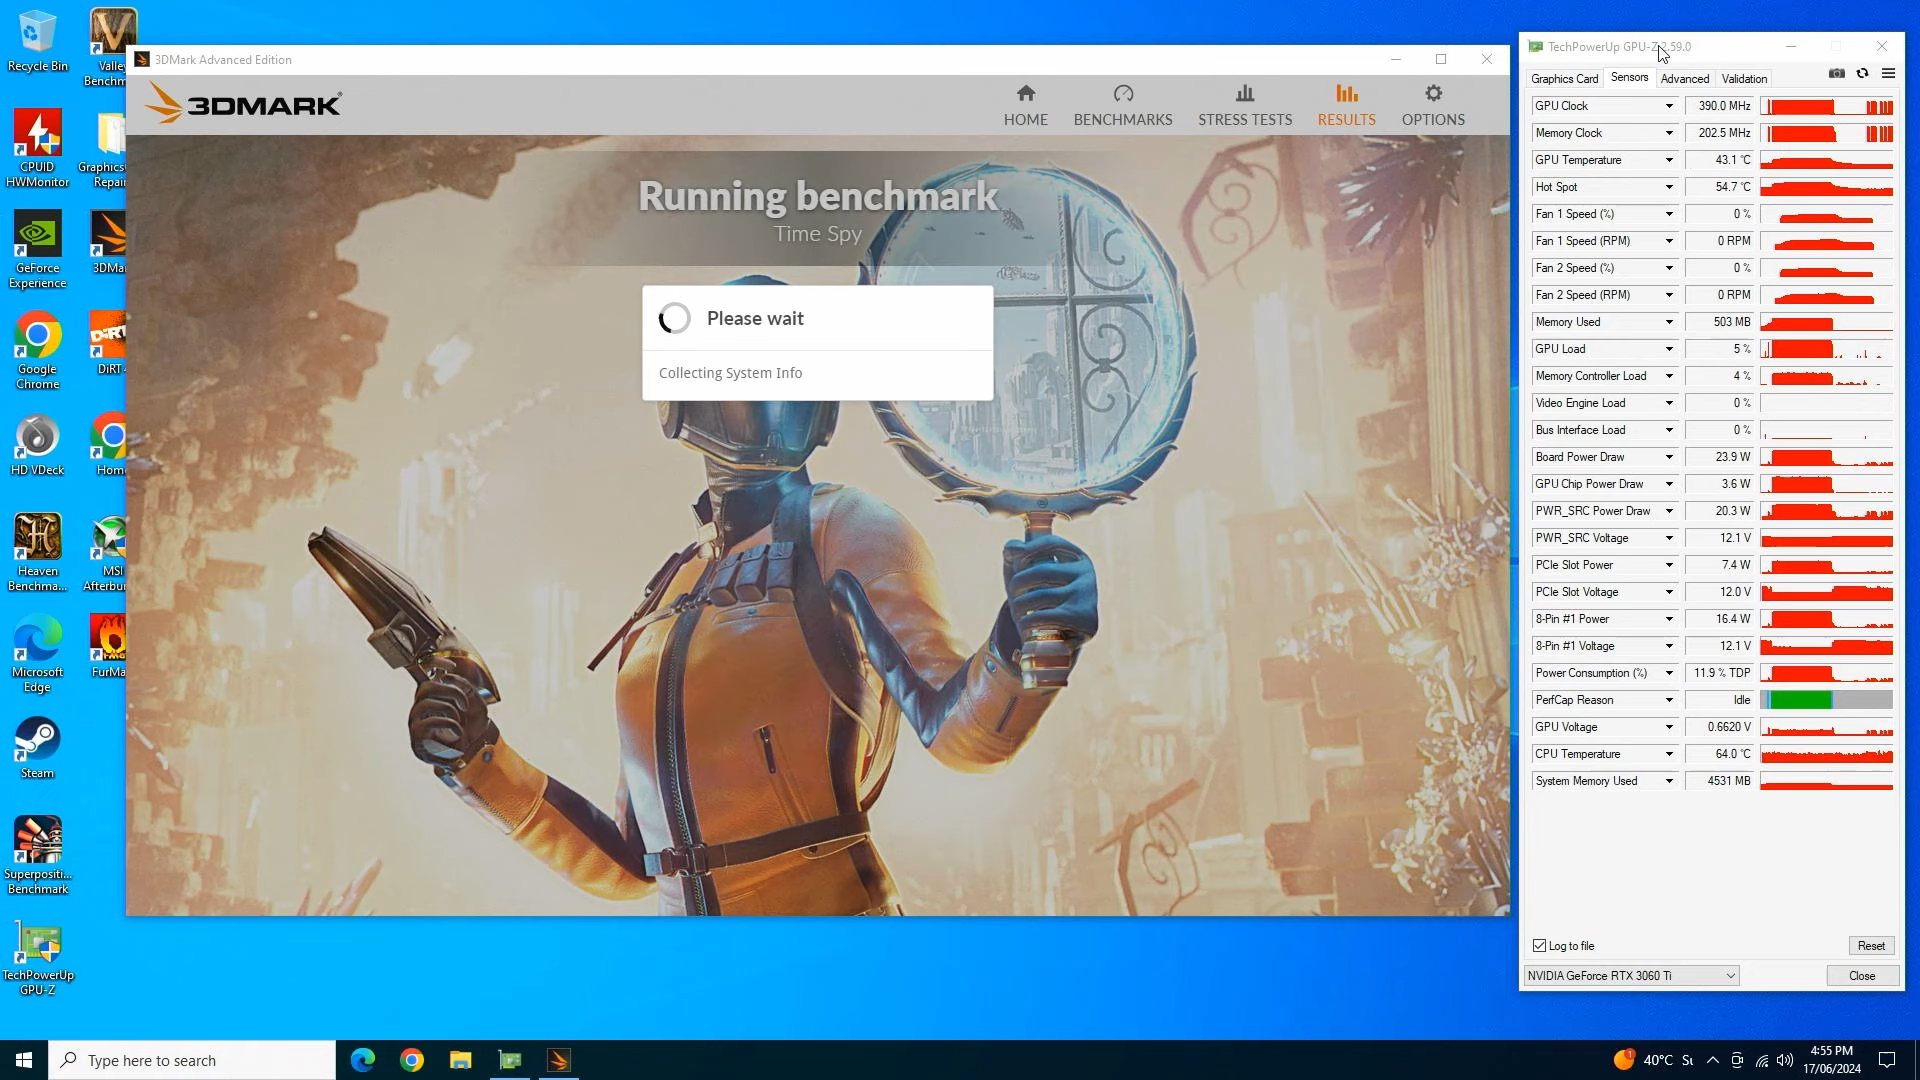 Recycle Bin
Valley
Benchm...
CPUID
HWMonitor
Graphics
Repair
GeForce
Experience
3DMar
Google
Chrome
DiRT
HD VDeck
Home
Heaven
Benchma...
MSI
Afterbur
Microsoft
Edge
FurMa
Steam
Superpositi...
Benchmark
TechPowerUp
GPU-Z
3DMark Advanced Edition
3DMARK®
HOME
BENCHMARKS
STRESS TESTS
RESULTS
OPTIONS
Running benchmark
Time Spy
Please wait
Collecting System Info
TechPowerUp GPU-Z 2.59.0
Graphics Card Sensors Advanced Validation
GPU Clock 390.0 MHz
Memory Clock 202.5 MHz
GPU Temperature 43.1 °C
Hot Spot 54.7 °C
Fan 1 Speed (%) 0 %
Fan 1 Speed (RPM) 0 RPM
Fan 2 Speed (%) 0 %
Fan 2 Speed (RPM) 0 RPM
Memory Used 503 MB
GPU Load 5 %
Memory Controller Load 4 %
Video Engine Load 0 %
Bus Interface Load 0 %
Board Power Draw 23.9 W
GPU Chip Power Draw 3.6 W
PWR_SRC Power Draw 20.3 W
PWR_SRC Voltage 12.1 V
PCIe Slot Power 7.4 W
PCIe Slot Voltage 12.0 V
8-Pin #1 Power 16.4 W
8-Pin #1 Voltage 12.1 V
Power Consumption (%) 11.9 % TDP
PerfCap Reason Idle
GPU Voltage 0.6620 V
CPU Temperature 64.0 °C
System Memory Used 4531 MB
Log to file
Reset
NVIDIA GeForce RTX 3060 Ti
Close
Type here to search
1
40°C Su
4:55 PM
17/06/2024